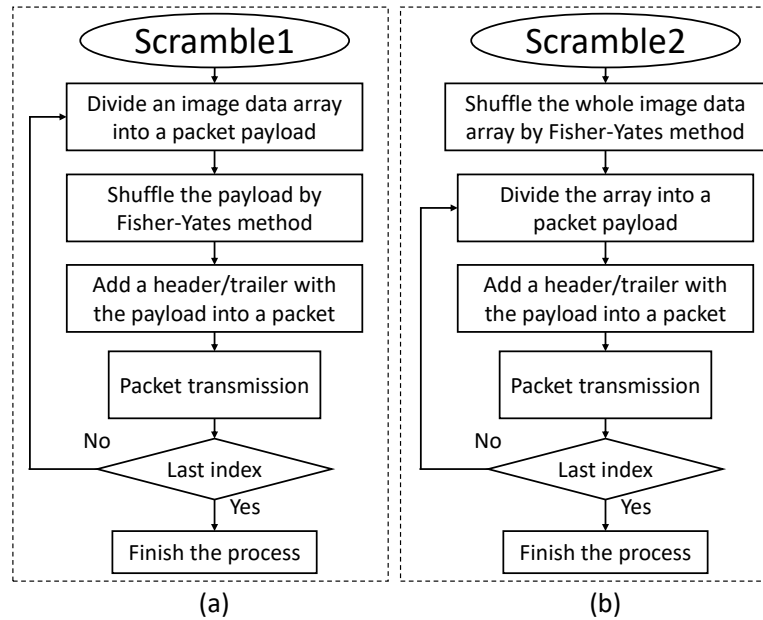 Scramble1
Divide an image data array
into a packet payload
Shuffle the payload by
Fisher-Yates method
Add a header/trailer with
the payload into a packet
Packet transmission
No
Last index
Yes
Finish the process
(a)
Scramble2
Shuffle the whole image data
array by Fisher-Yates method
Divide the array into a
packet payload
Add a header/trailer with
the payload into a packet
Packet transmission
No
Last index
Yes
Finish the process
(b)